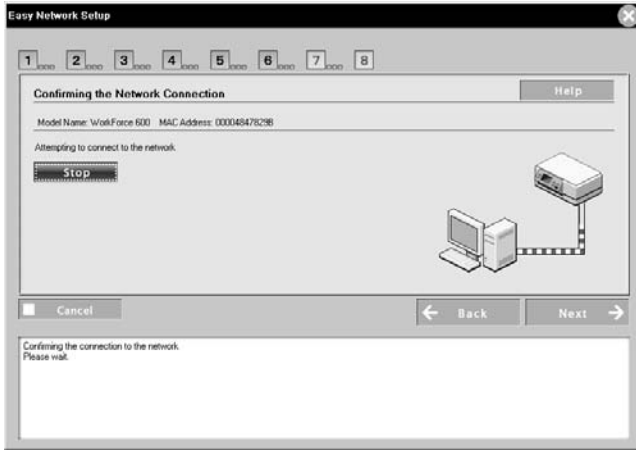 Easy Network Setup
1 2 3 4 5 6 7 8
Confirming the Network Connection
Help
Model Name: WorkForce 600 MAC Address: 00004847829B
Attempting to connect to the network.
Stop
Cancel
Back
Next
Confirming the connection to the network.
Please wait.